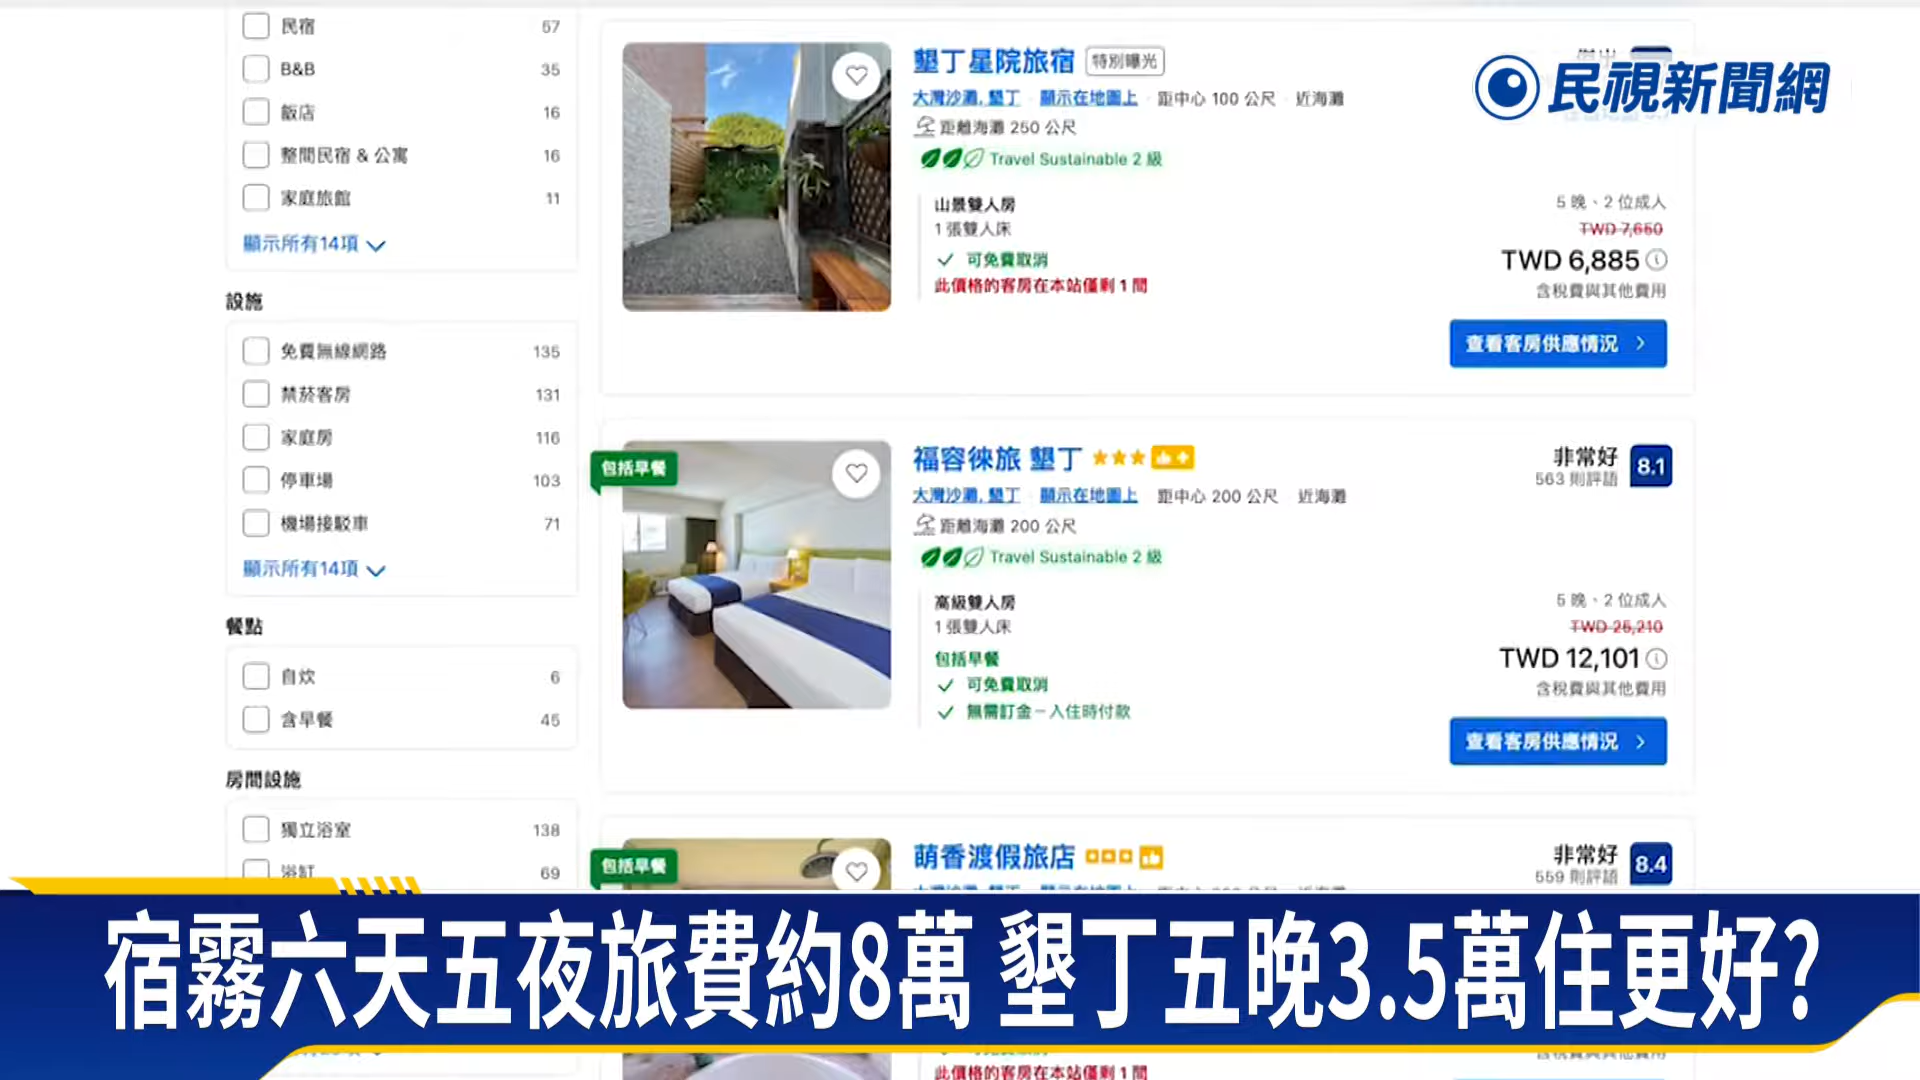 民宿 57
B&B 35
飯店 16
整間民宿 & 公寓 16
家庭旅館 11
顯示所有14項
設施
免費無線網路 135
禁菸客房 131
家庭房 116
停車場 103
機場接駁車 71
顯示所有14項
餐點
自炊 6
含早餐 45
房間設施
獨立浴室 138
浴缸 69
墾丁星院旅宿 特別曝光
大灣沙灘, 墾丁 · 顯示在地圖上 · 距中心 100 公尺 · 近海灘
距離海灘 250 公尺
Travel Sustainable 2 級
山景雙人房
1 張雙人床
可免費取消
此價格的客房在本站僅剩 1 間
5 晚、2 位成人
TWD 7,650
TWD 6,885
含稅費與其他費用
查看客房供應情況
民視新聞網
包括早餐
福容徠旅 墾丁
非常好 8.1
563 則評語
大灣沙灘, 墾丁 · 顯示在地圖上 距中心 200 公尺 近海灘
距離海灘 200 公尺
Travel Sustainable 2 級
高級雙人房
1 張雙人床
包括早餐
可免費取消
無需訂金－入住時付款
5 晚、2 位成人
TWD 25,210
TWD 12,101
含稅費與其他費用
查看客房供應情況
包括早餐
萌香渡假旅店
非常好 8.4
559 則評語
宿霧六天五夜旅費約8萬 墾丁五晚3.5萬住更好?
此價格的客房在本站僅剩 1 間
含稅費與其他費用